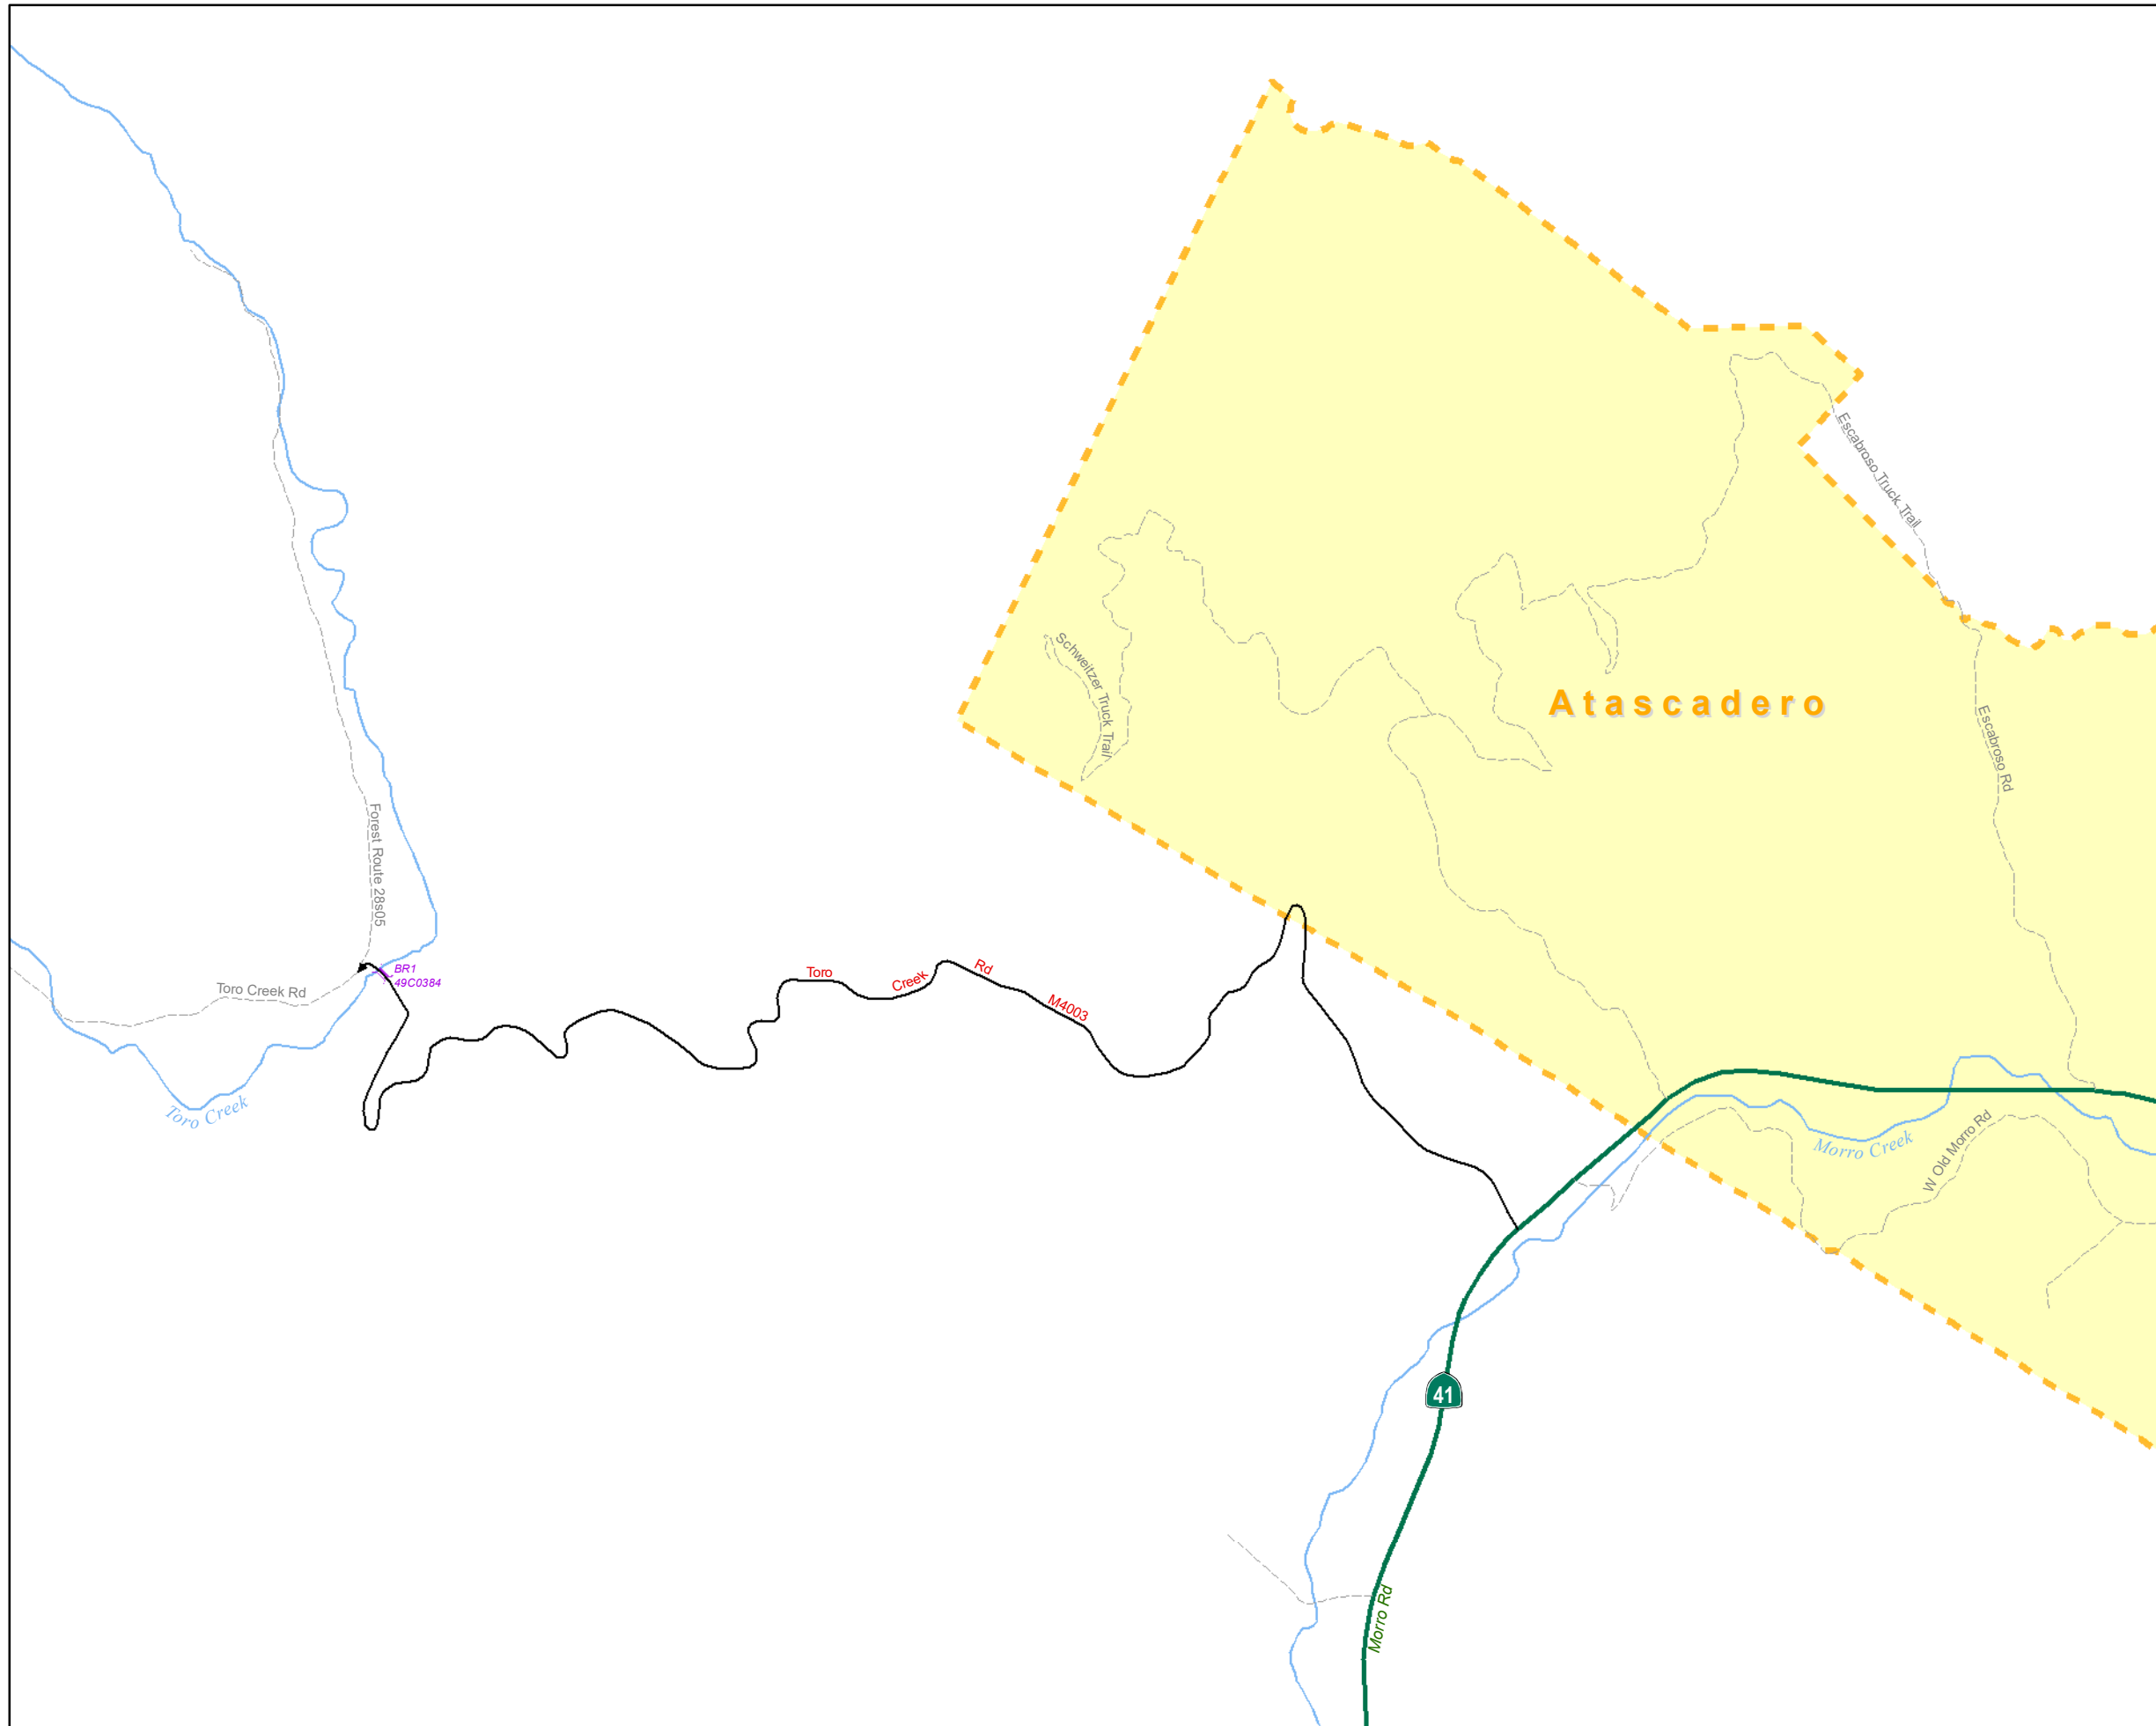 Escabroso Truck Trail
Schweitzer Truck Trail
Atascadero
Escabroso Rd
Forest Route 28s05
BR1
49C0384
Toro Creek Rd
Toro Creek Rd M4003
Toro Creek
Morro Creek
W Old Morro Rd
41
Morro Rd